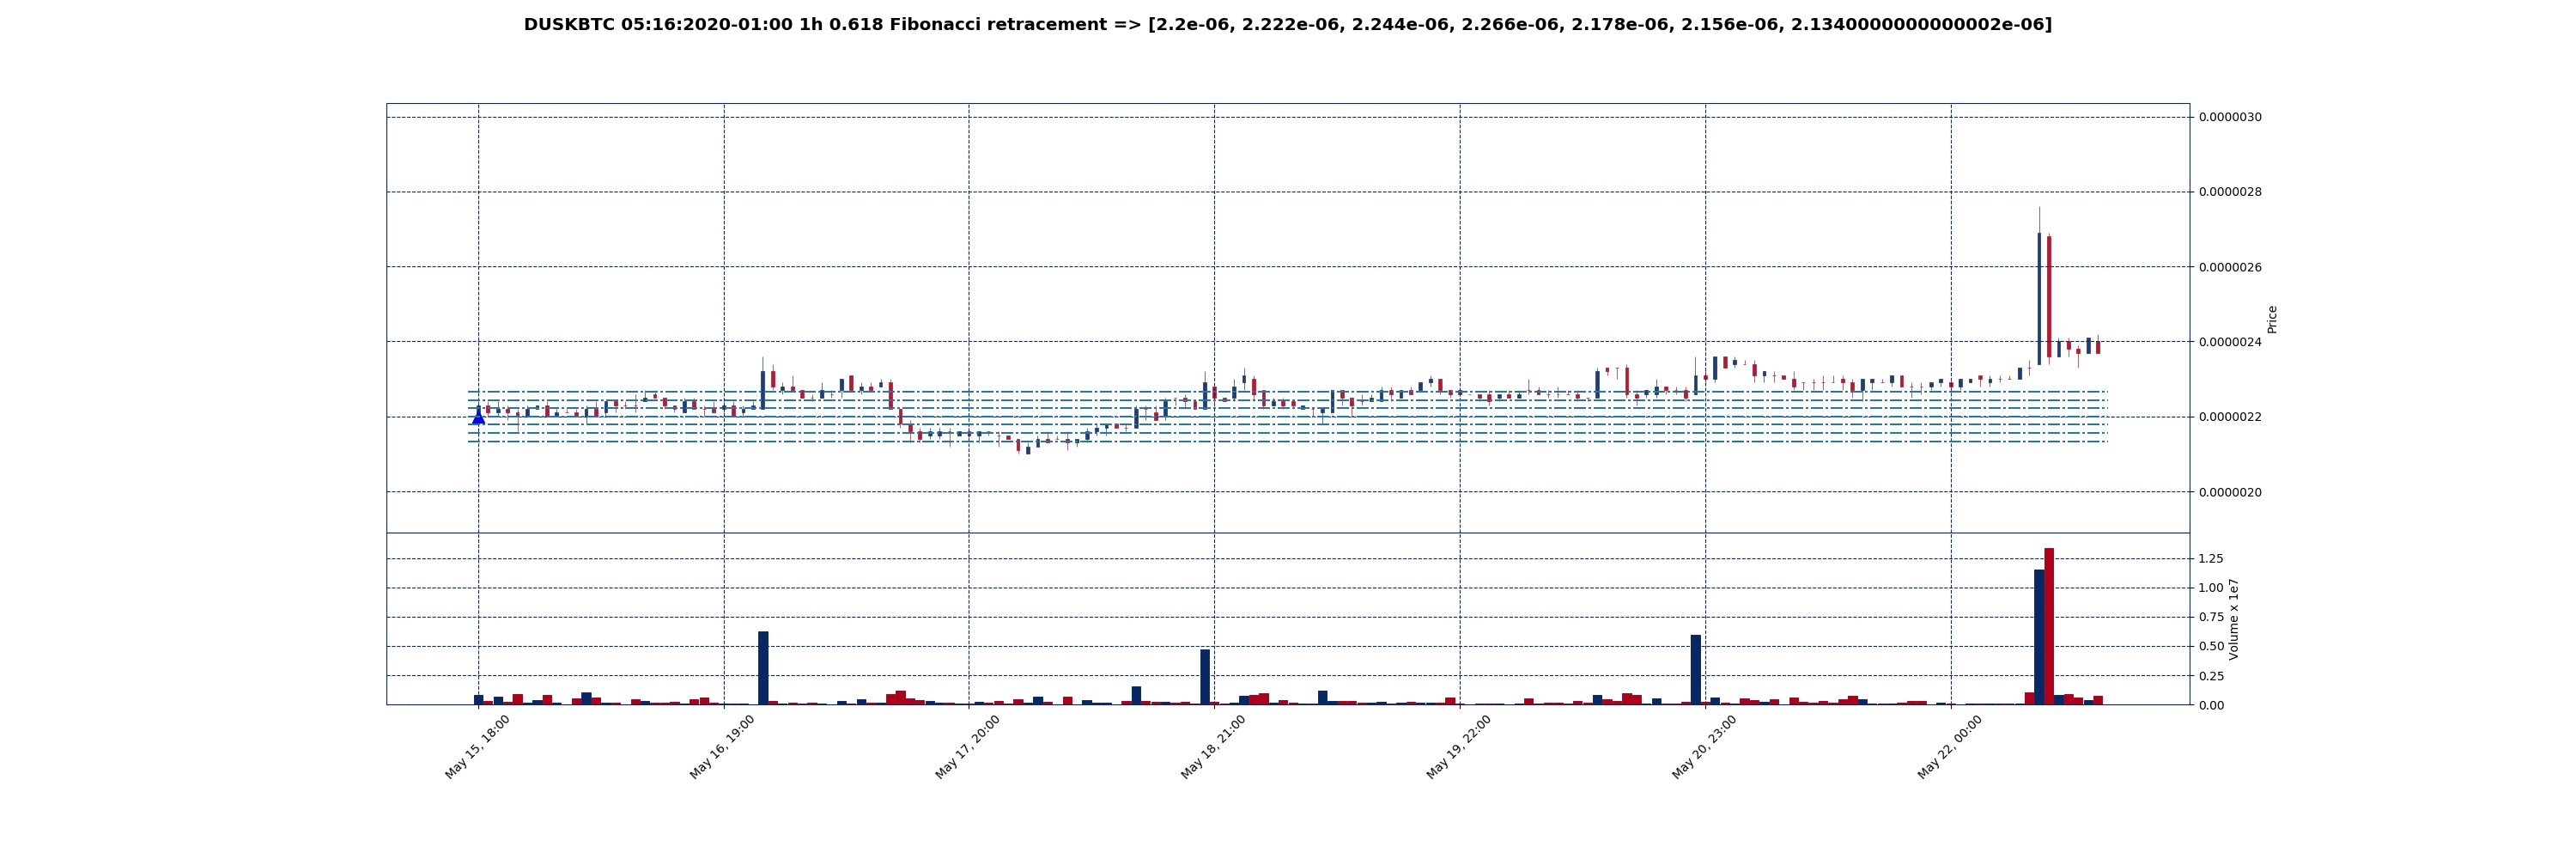 DUSKBTC 05:16:2020-01:00 1h 0.618 Fibonacci retracement => [2.2e-06, 2.222e-06, 2.244e-06, 2.266e-06, 2.178e-06, 2.156e-06, 2.1340000000000002e-06]
0.0000030
0.0000028
0.0000026
0.0000024
0.0000022
0.0000020
Price
1.25
1.00
0.75
0.50
0.25
0.00
Volume x 1e7
May 15, 18:00
May 16, 19:00
May 17, 20:00
May 18, 21:00
May 19, 22:00
May 20, 23:00
May 22, 00:00